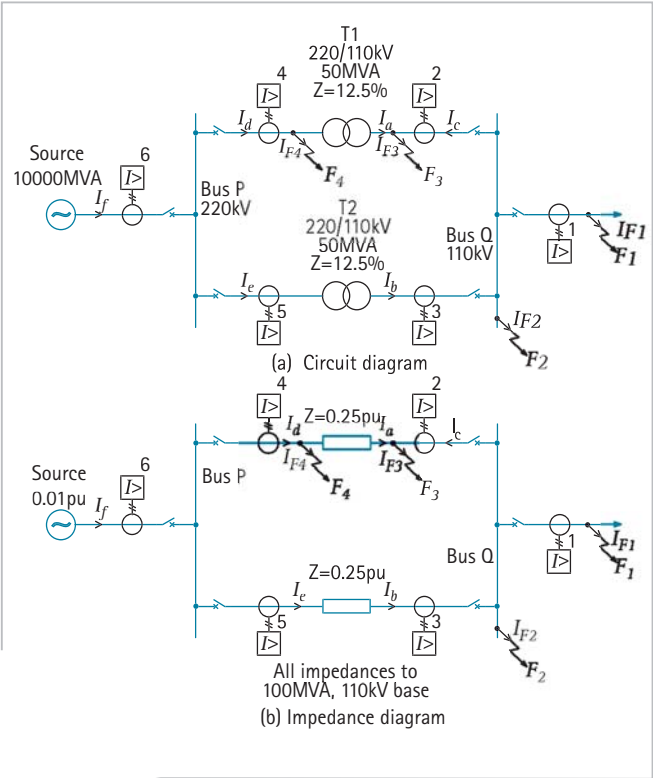 T1
220/110kV
50MVA
Z=12.5%
4
I>
2
I>
Id
Ia
Ic
IF4
IF3
F4
F3
Source
10000MVA
6
I>
If
Bus P
220kV
T2
220/110kV
50MVA
Z=12.5%
Bus Q
110kV
1
I>
IF1
F1
Ie
Ib
5
I>
3
I>
IF2
F2
(a) Circuit diagram
4
I>
2
I>
Z=0.25pu
Id
Ia
Ic
IF4
IF3
F4
F3
Source
0.01pu
6
I>
If
Bus P
Bus Q
1
I>
IF1
F1
Z=0.25pu
Ie
Ib
5
I>
3
I>
IF2
F2
All impedances to
100MVA, 110kV base
(b) Impedance diagram